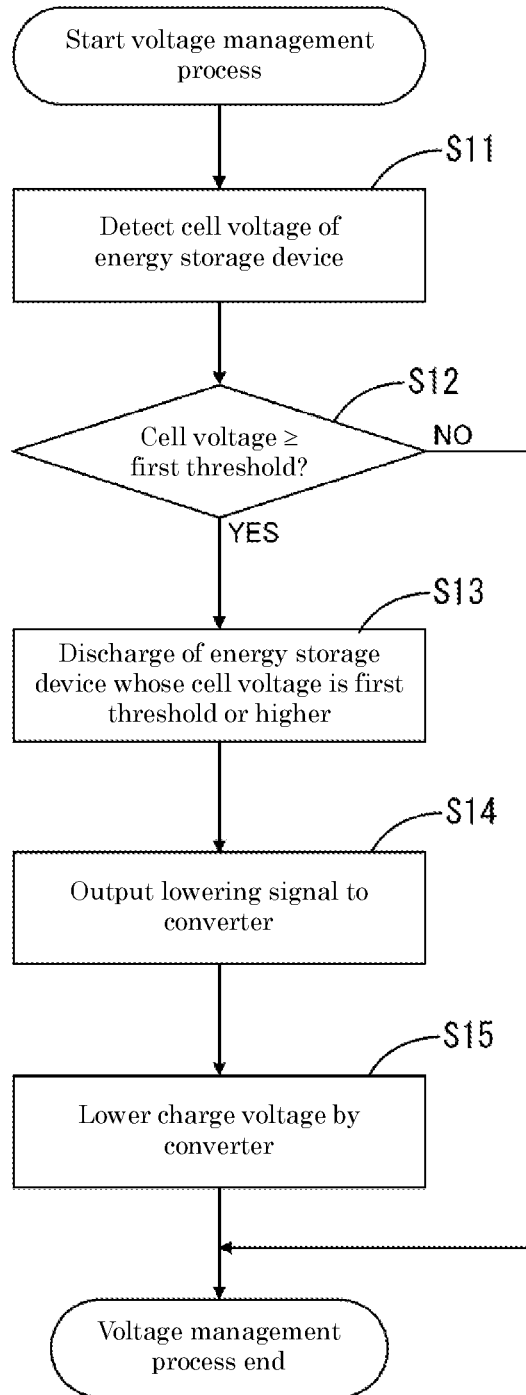 Start voltage management
process
S11
Detect cell voltage of
energy storage device
S12
Cell voltage ≥
first threshold?
NO
YES
S13
Discharge of energy storage
device whose cell voltage is first
threshold or higher
S14
Output lowering signal to
converter
S15
Lower charge voltage by
converter
Voltage management
process end